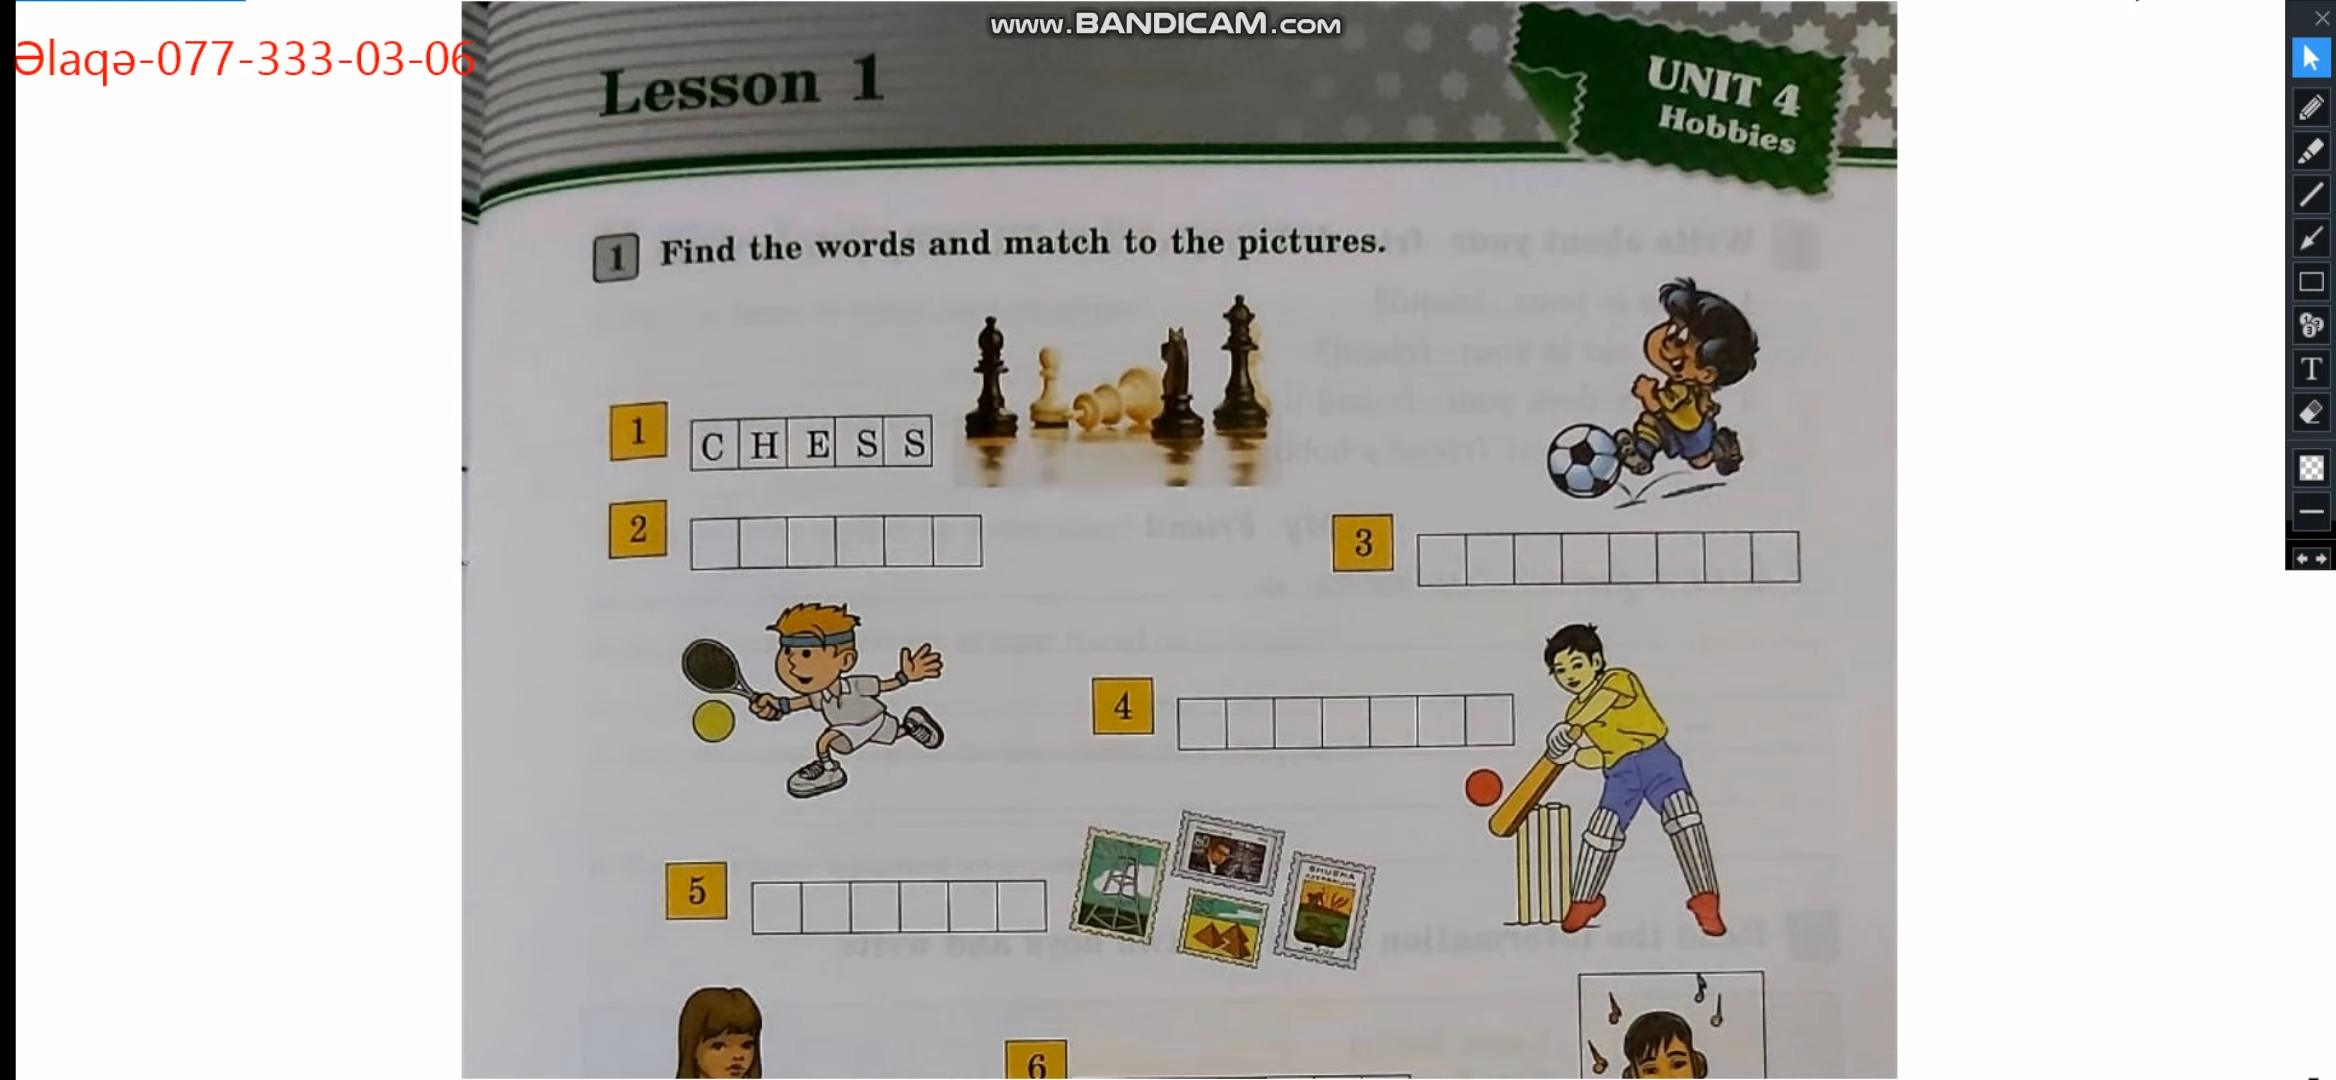 www.BANDICAM.com
Əlaqə-077-333-03-06
Lesson 1
UNIT 4
Hobbies
1 Find the words and match to the pictures.
1 C H E S S
2
3
4
5
6